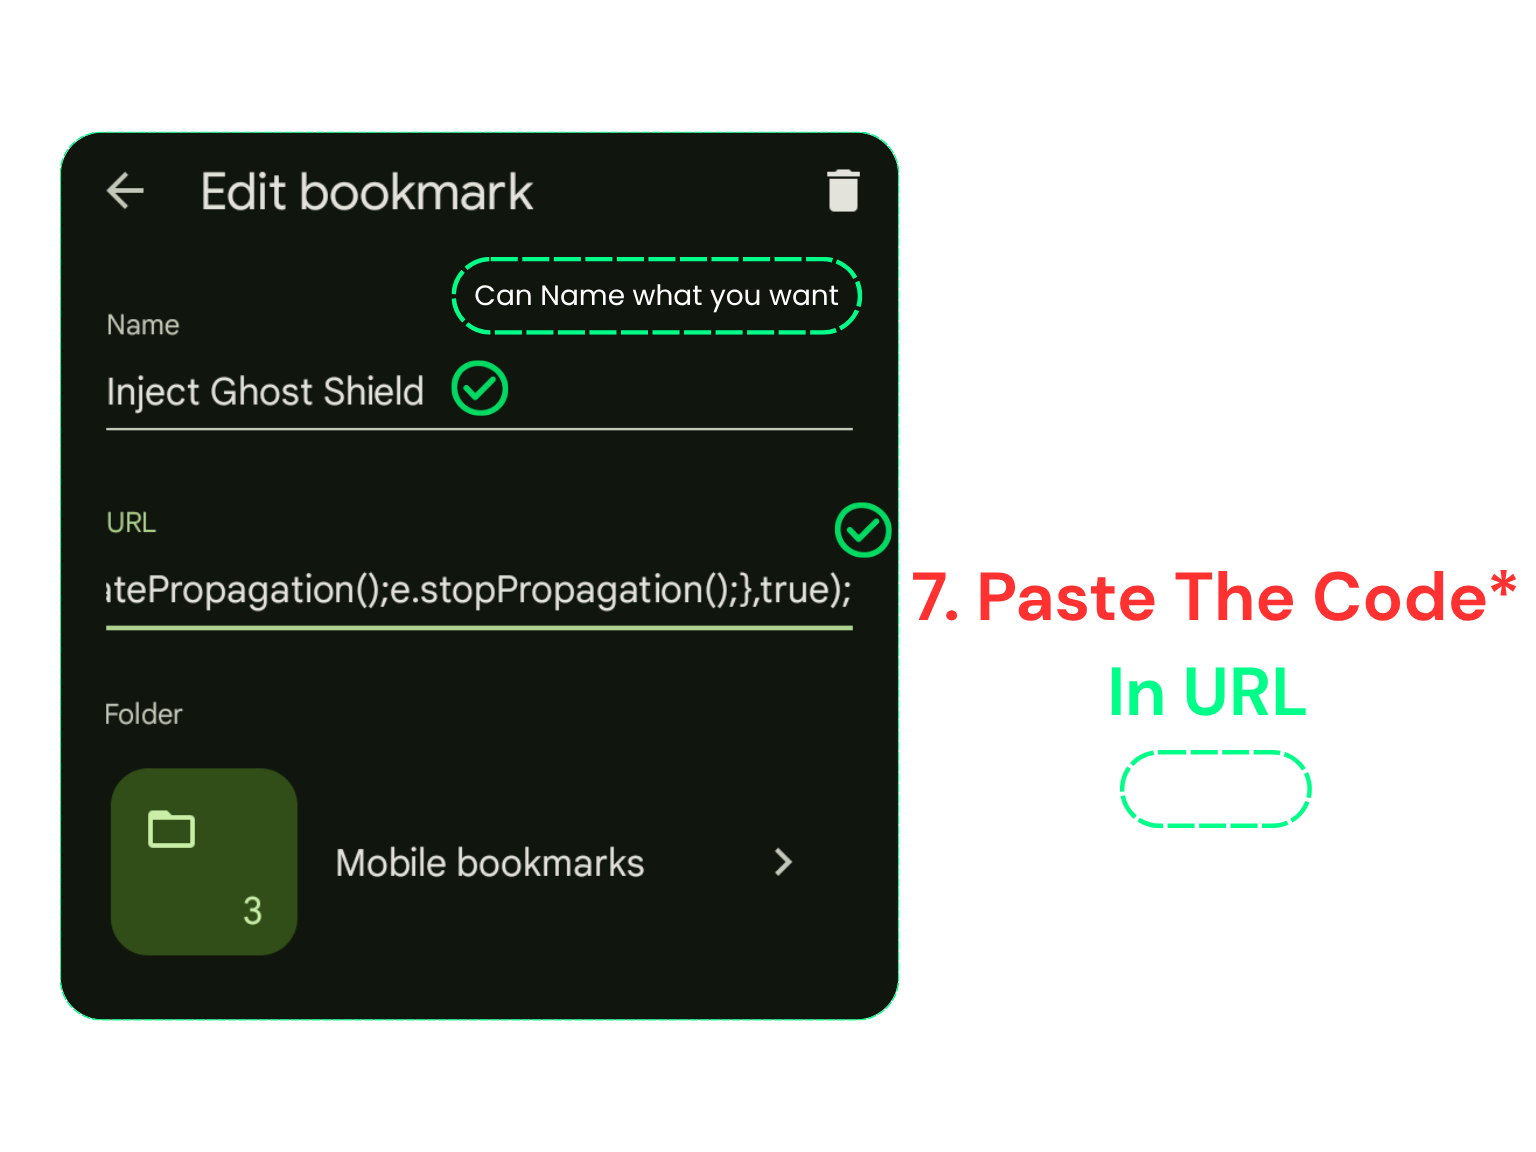 Edit bookmark
Can Name what you want
Name
Inject Ghost Shield
URL
atePropagation();e.stopPropagation();},true);
7. Paste The Code*
In URL
Folder
3
Mobile bookmarks